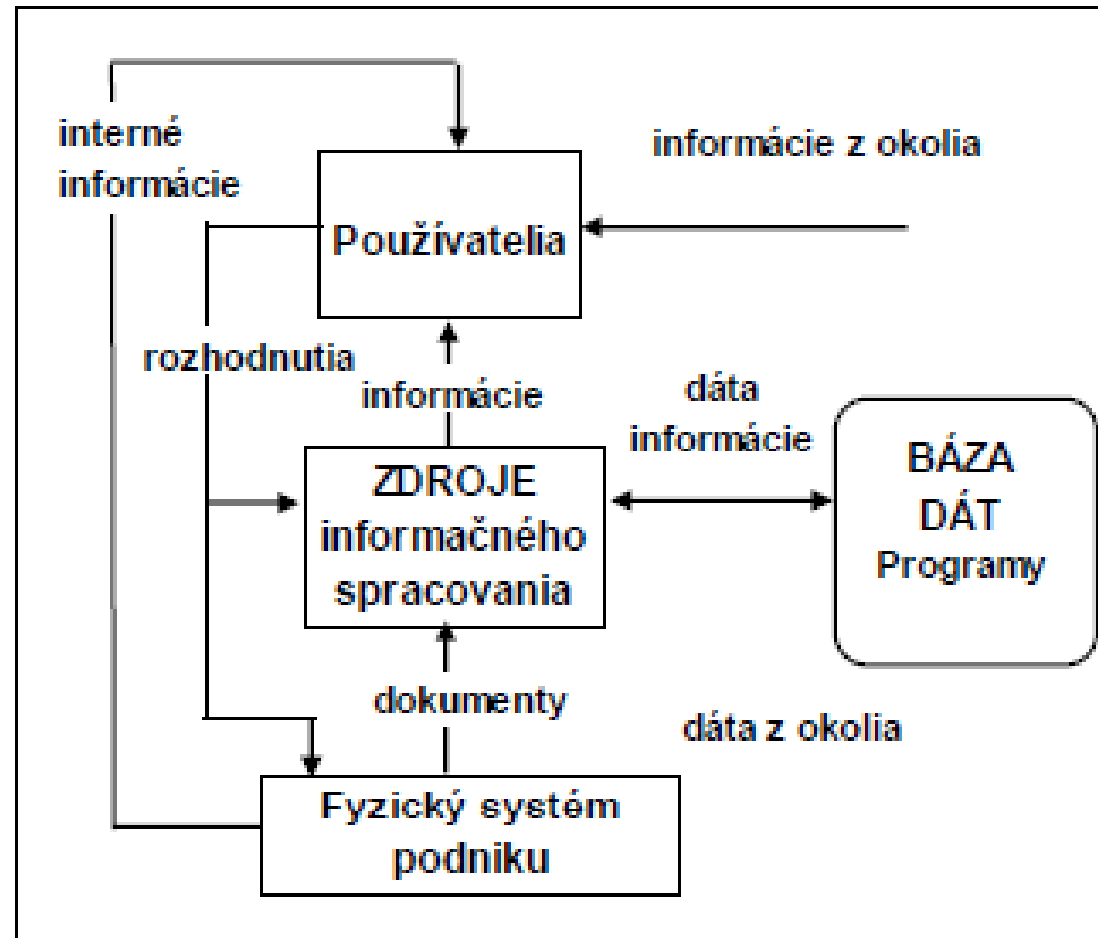 interné
informácie
informácie z okolia
Používatelia
rozhodnutia
informácie
dáta
informácie
ZDROJE
informačného
spracovania
BÁZA
DÁT
Programy
dokumenty
dáta z okolia
Fyzický systém
podniku